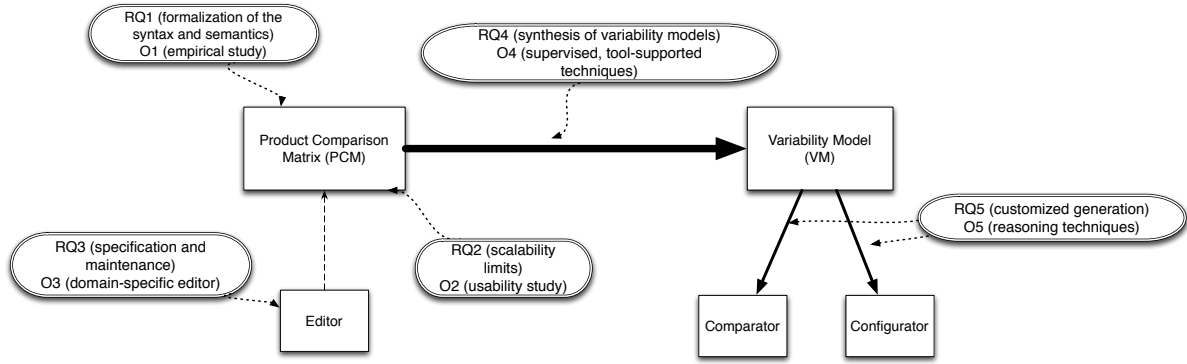 RQ1 (formalization of the
syntax and semantics)
O1 (empirical study)
RQ4 (synthesis of variability models)
O4 (supervised, tool-supported
techniques)
Product Comparison
Matrix (PCM)
Variability Model
(VM)
RQ5 (customized generation)
O5 (reasoning techniques)
RQ3 (specification and
maintenance)
O3 (domain-specific editor)
RQ2 (scalability
limits)
O2 (usability study)
Editor
Comparator
Configurator